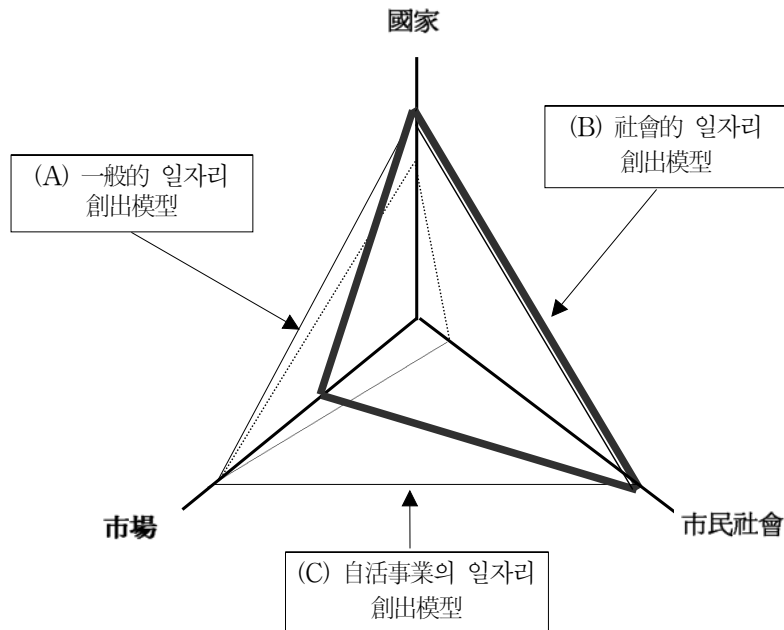 國家
(B) 社會的 일자리
創出模型
(A) 一般的 일자리
創出模型
市場
市民社會
(C) 自活事業의 일자리
創出模型